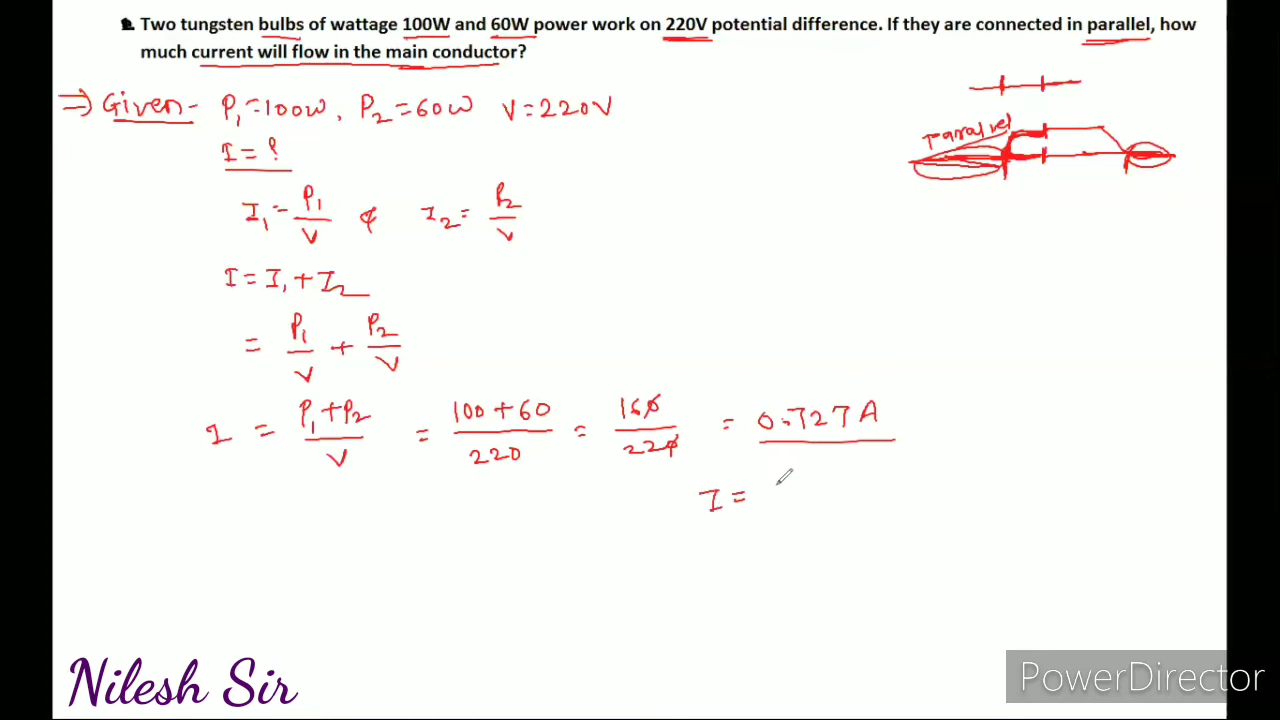 9. Two tungsten bulbs of wattage 100W and 60W power work on 220V potential difference. If they are connected in parallel, how
much current will flow in the main conductor?
⇒ Given- P₁=100W, P₂=60W V=220V
I = ?
Parallel
I₁ = P₁/V & I₂ = P₂/V
I = I₁ + I₂
= P₁/V + P₂/V
I = P₁+P₂/V = 100+60/220 = 160/220 = 0.727A
I =
Nilesh Sir
PowerDirector